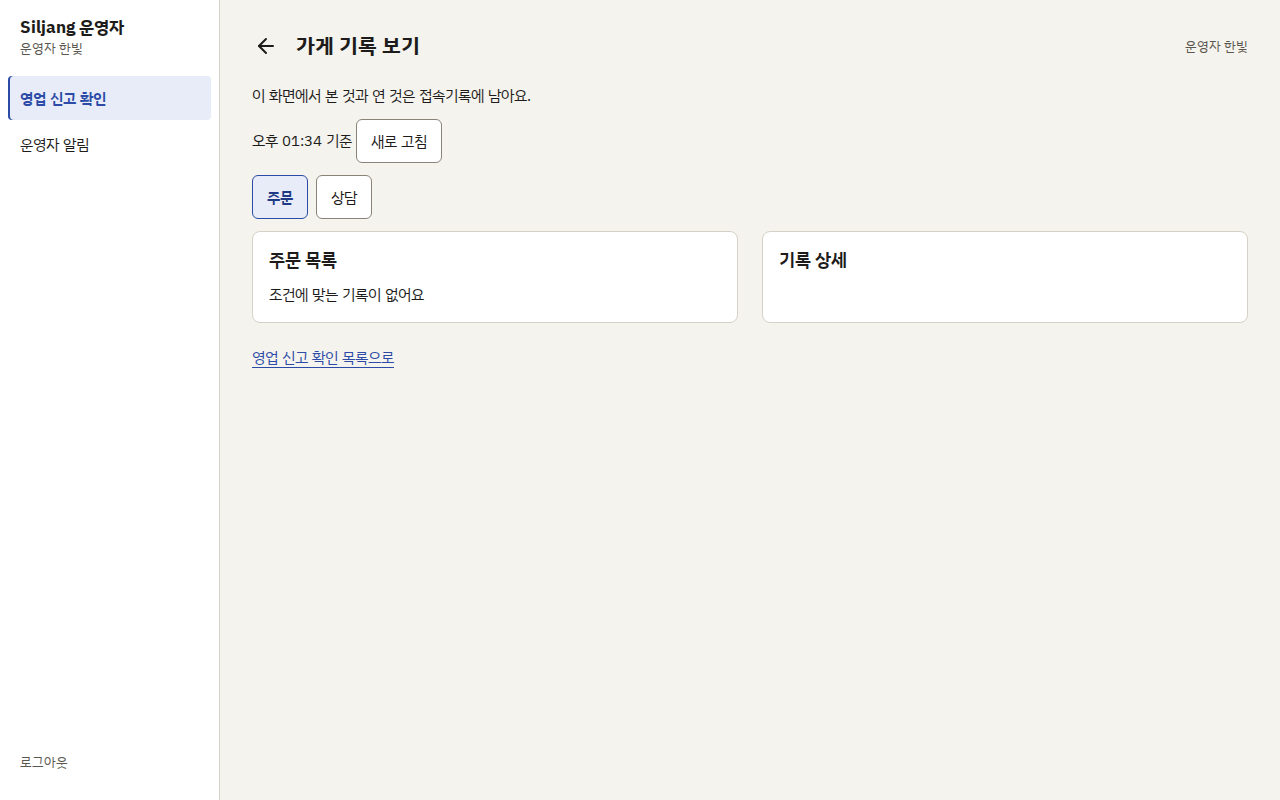 Siljang 운영자
운영자 한빛
영업 신고 확인
운영자 알림
로그아웃
가게 기록 보기
운영자 한빛
이 화면에서 본 것과 연 것은 접속기록에 남아요.
오후 01:34 기준 새로 고침
주문 상담
주문 목록
조건에 맞는 기록이 없어요
기록 상세
영업 신고 확인 목록으로